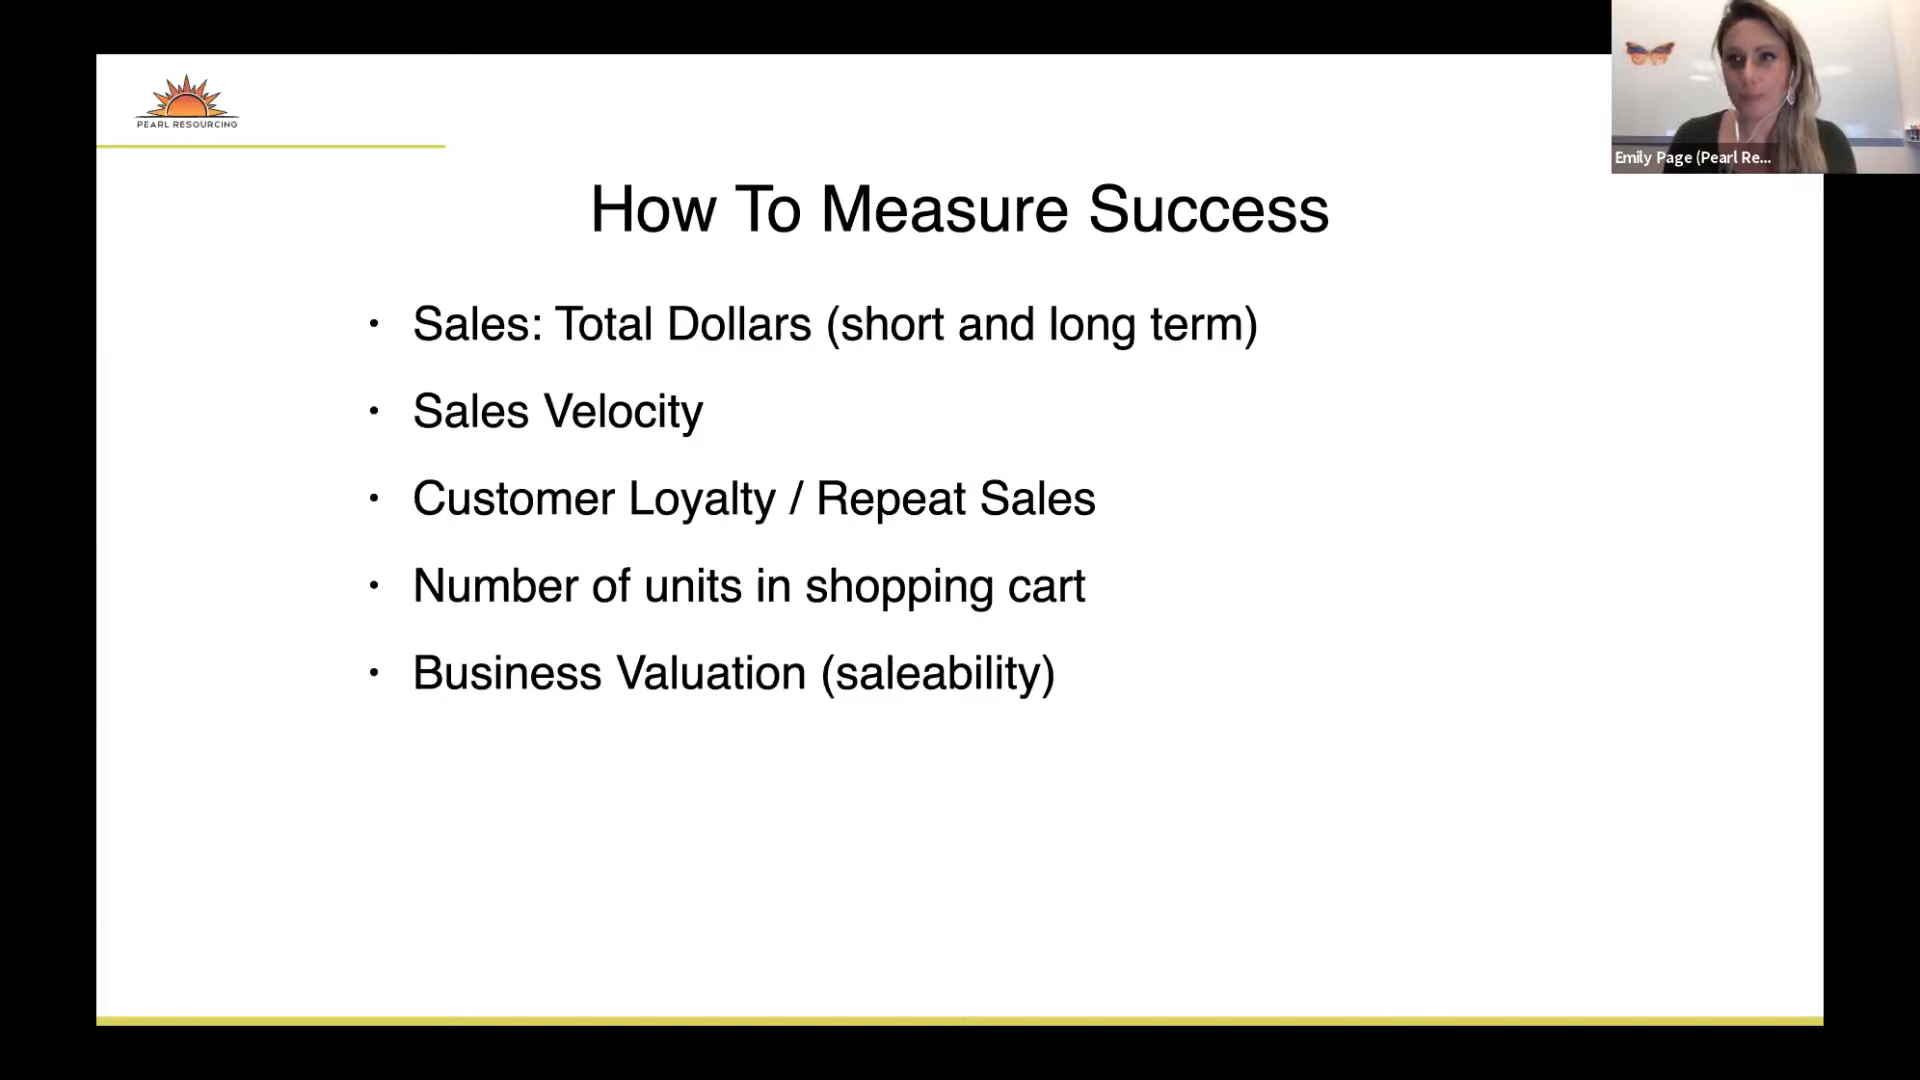 PEARL RESOURCING
Emily Page (Pearl Re...
How To Measure Success
• Sales: Total Dollars (short and long term)
• Sales Velocity
• Customer Loyalty / Repeat Sales
• Number of units in shopping cart
• Business Valuation (saleability)